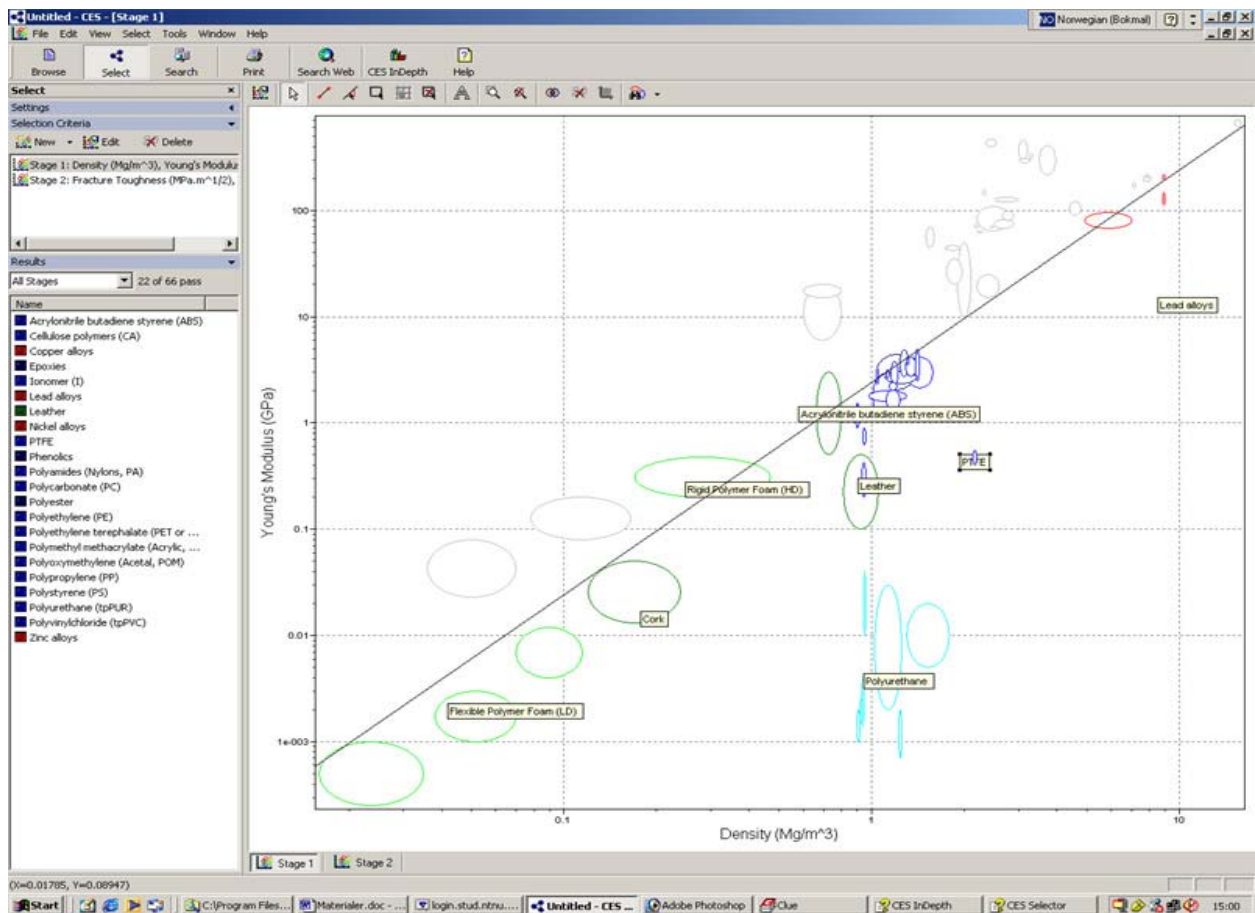 Untitled - CES - [Stage 1]
NO Norwegian (Bokmal)
File Edit View Select Tools Window Help
Browse Select Search Print Search Web CES InDepth Help
Select
Settings
Selection Criteria
New Edit Delete
Stage 1: Density (Mg/m^3), Young's Modulu
Stage 2: Fracture Toughness (MPa.m^1/2),
Results
All Stages 22 of 66 pass
Name
Acrylonitrile butadiene styrene (ABS)
Cellulose polymers (CA)
Copper alloys
Epoxies
Ionomer (I)
Lead alloys
Leather
Nickel alloys
PTFE
Phenolics
Polyamides (Nylons, PA)
Polycarbonate (PC)
Polyester
Polyethylene (PE)
Polyethylene terephalate (PET or ...
Polymethyl methacrylate (Acrylic, ...
Polyoxymethylene (Acetal, POM)
Polypropylene (PP)
Polystyrene (PS)
Polyurethane (tpPUR)
Polyvinylchloride (tpPVC)
Zinc alloys
Young's Modulus (GPa)
100
10
1
0.1
0.01
1e-003
Lead alloys
Acrylonitrile butadiene styrene (ABS)
PTFE
Leather
Rigid Polymer Foam (HD)
Cork
Polyurethane
Flexible Polymer Foam (LD)
0.1 1 10
Density (Mg/m^3)
Stage 1 Stage 2
(X=0.01785, Y=0.08947)
Start C:\Program Files... Materialer.doc - ... login.stud.ntnu.... Untitled - CES ... Adobe Photoshop Clue CES InDepth CES Selector 15:00